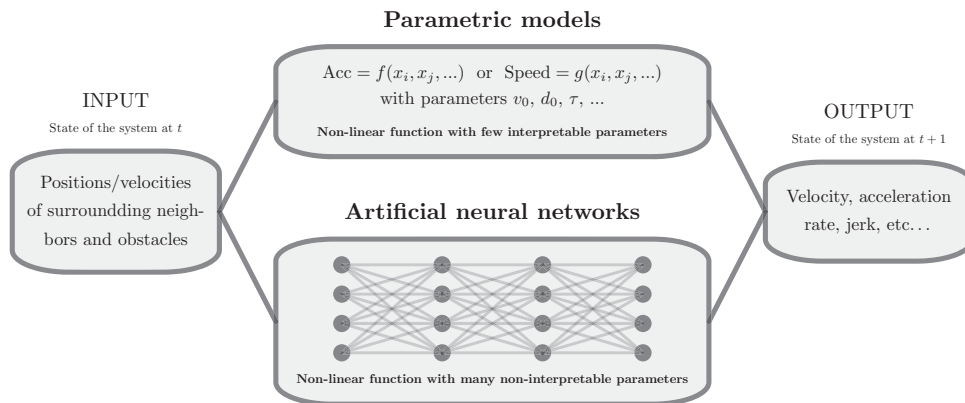 Parametric models
Acc = f(x_i, x_j, ...) or Speed = g(x_i, x_j, ...)
with parameters v_0, d_0, τ, ...
Non-linear function with few interpretable parameters
INPUT
State of the system at t
Positions/velocities
of surroundding neigh-
bors and obstacles
OUTPUT
State of the system at t + 1
Velocity, acceleration
rate, jerk, etc...
Artificial neural networks
Non-linear function with many non-interpretable parameters